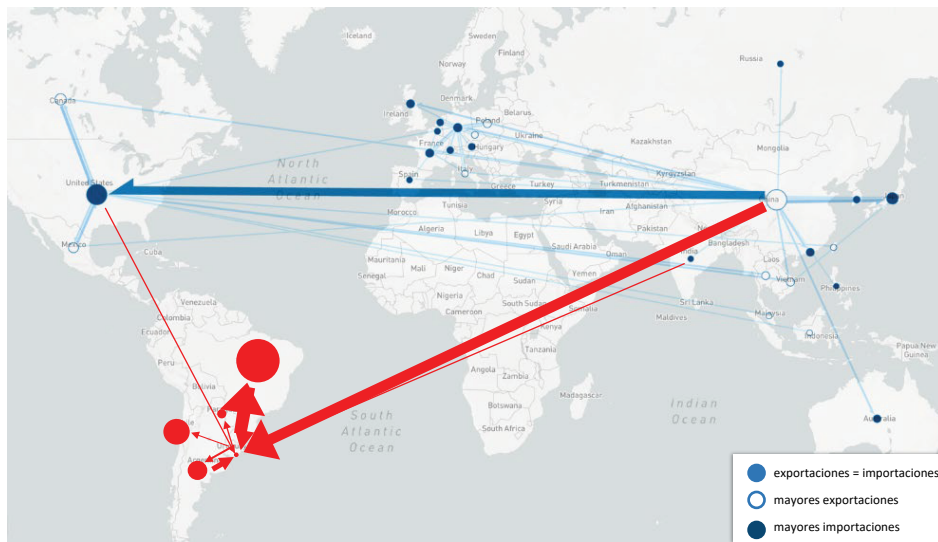 Iceland
Sweden
Finland
Russia
Norway
Canada
Denmark
Ireland
Belarus
Poland
Ukraine
Kazakhstan
France
Hungary
Mongolia
North
Atlantic
Ocean
Italy
Spain
Kyrgyzstan
United States
Greece
Turkey
Turkmenistan
China
Tunisia
Syria
Afghanistan
Morocco
Iran
Algeria
Libya
Egypt
Pakistan
Mexico
Cuba
Saudi Arabia
Oman
India
Bangladesh
Mauritania
Laos
Senegal
Mali
Niger
Chad
Sudan
Yemen
Vietnam
Philippines
Nigeria
South Sudan
Venezuela
Cameroon
Somalia
Sri Lanka
Colombia
Maldives
Malaysia
Ecuador
Kenya
Indonesia
Tanzania
Papua New
Guinea
Peru
Angola
Zambia
Bolivia
Madagascar
Botswana
South
Atlantic
Ocean
Indian
Ocean
South Africa
Australia
exportaciones = importaciones
mayores exportaciones
mayores importaciones